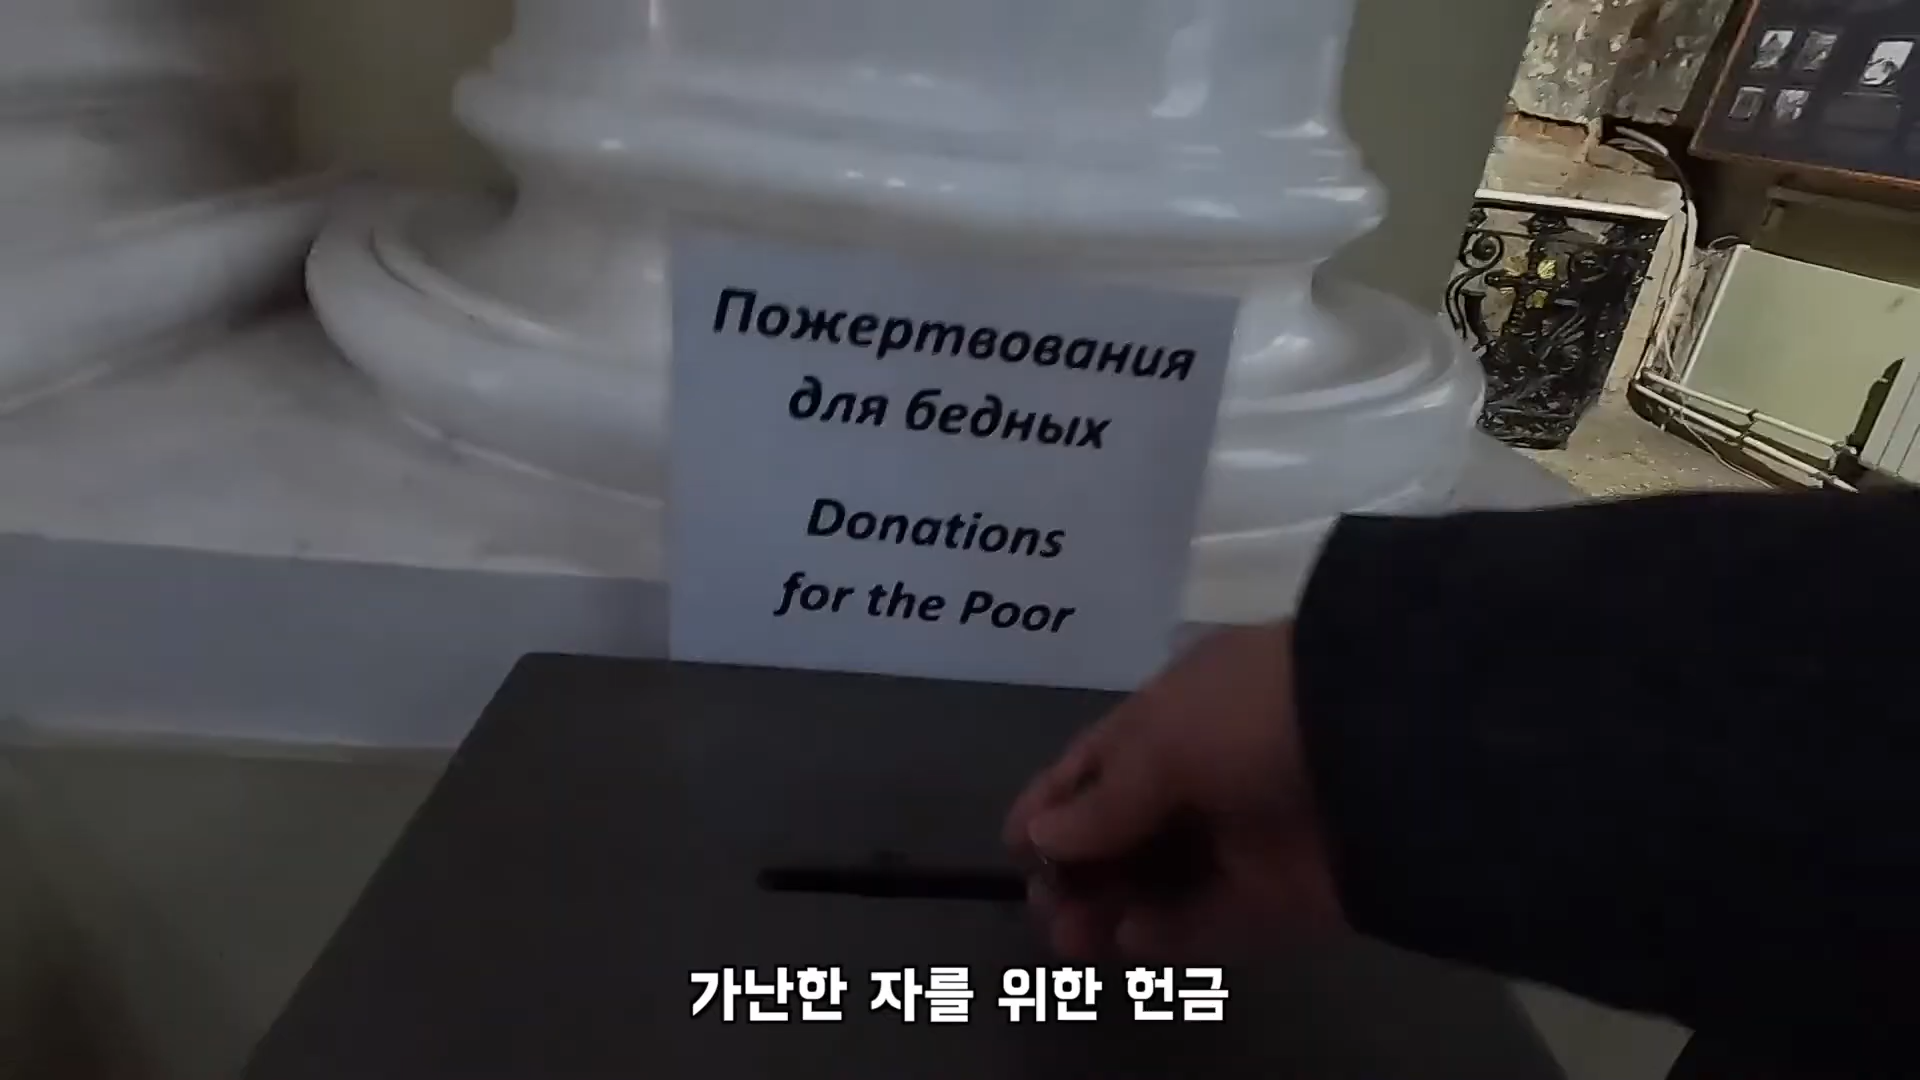 Пожертвования
для бедных
Donations
for the Poor
가난한 자를 위한 헌금